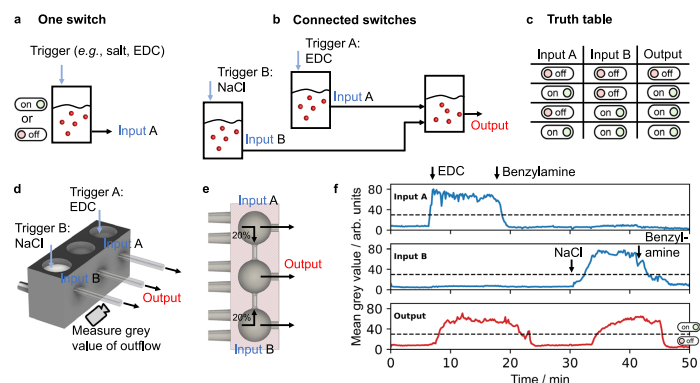 a One switch
Trigger (e.g., salt, EDC)
on
or
off
Input A
b Connected switches
Trigger A:
EDC
Trigger B:
NaCl
Input A
Input B
Output
c Truth table
Input A Input B Output
off off off
on off on
off on on
on on on
d
Trigger A:
EDC
Trigger B:
NaCl
Input A
Input B
Output
Measure grey
value of outflow
e
Input A
20%
Output
20%
Input B
f
EDC Benzylamine
Input A
80
40
0
Benzyl-
amine
NaCl
Input B
80
40
0
Output
80
40
0
on
off
Mean grey value / arb. units
0 10 20 30 40 50
Time / min